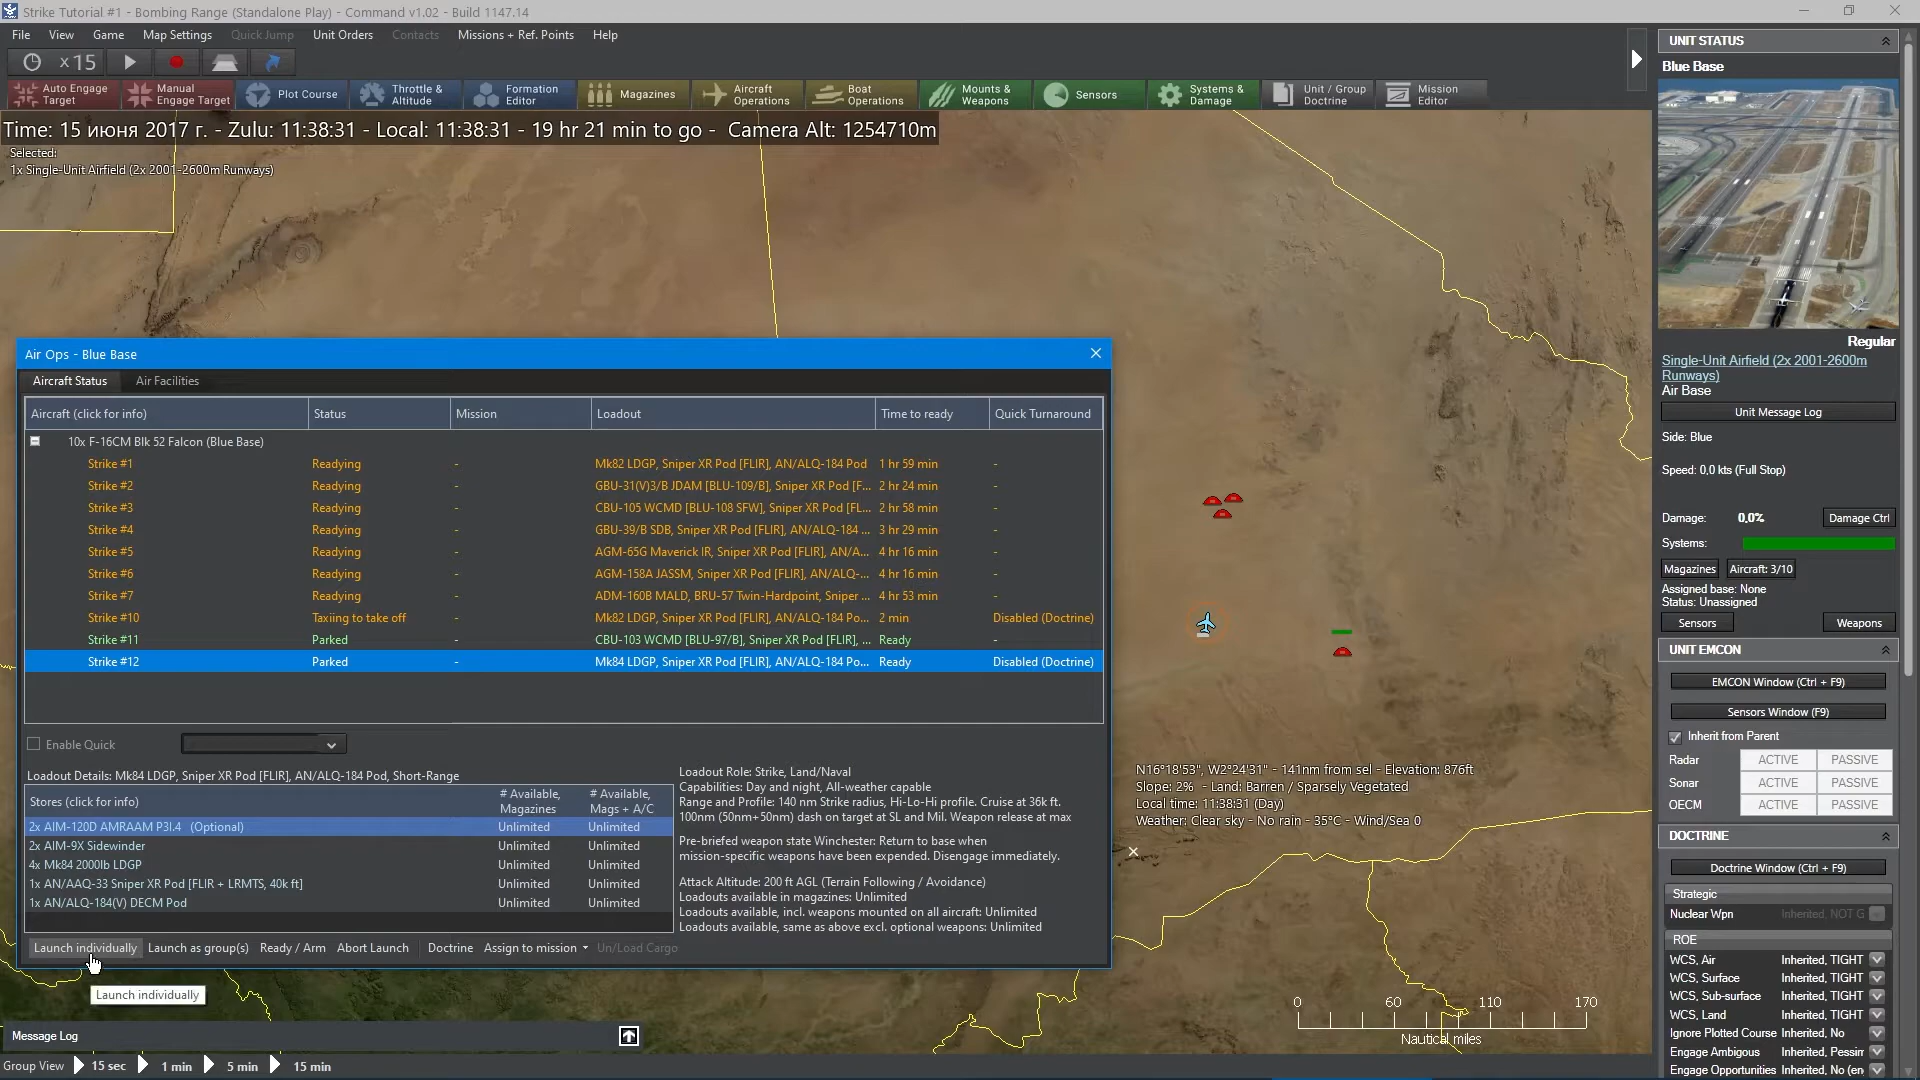 Strike Tutorial #1 - Bombing Range (Standalone Play) - Command v1.02 - Build 1147.14
File View Game Map Settings Quick Jump Unit Orders Contacts Missions + Ref. Points Help
x 15
Auto Engage Target Manual Engage Target Plot Course Throttle & Altitude Formation Editor Magazines Aircraft Operations Boat Operations Mounts & Weapons Sensors Systems & Damage Unit / Group Doctrine Mission Editor
Time: 15 июня 2017 г. - Zulu: 11:38:31 - Local: 11:38:31 - 19 hr 21 min to go - Camera Alt: 1254710m
Selected:
1x Single-Unit Airfield (2x 2001-2600m Runways)
Air Ops - Blue Base
Aircraft Status Air Facilities
Aircraft (click for info) Status Mission Loadout Time to ready Quick Turnaround
10x F-16CM Blk 52 Falcon (Blue Base)
Strike #1 Readying - Mk82 LDGP, Sniper XR Pod [FLIR], AN/ALQ-184 Pod 1 hr 59 min -
Strike #2 Readying - GBU-31(V)3/B JDAM [BLU-109/B], Sniper XR Pod [F... 2 hr 24 min -
Strike #3 Readying - CBU-105 WCMD [BLU-108 SFW], Sniper XR Pod [FL... 2 hr 58 min -
Strike #4 Readying - GBU-39/B SDB, Sniper XR Pod [FLIR], AN/ALQ-184 ... 3 hr 29 min -
Strike #5 Readying - AGM-65G Maverick IR, Sniper XR Pod [FLIR], AN/A... 4 hr 16 min -
Strike #6 Readying - AGM-158A JASSM, Sniper XR Pod [FLIR], AN/ALQ-... 4 hr 16 min -
Strike #7 Readying - ADM-160B MALD, BRU-57 Twin-Hardpoint, Sniper ... 4 hr 53 min -
Strike #10 Taxiing to take off - Mk82 LDGP, Sniper XR Pod [FLIR], AN/ALQ-184 Po... 2 min Disabled (Doctrine)
Strike #11 Parked - CBU-103 WCMD [BLU-97/B], Sniper XR Pod [FLIR], ... Ready -
Strike #12 Parked - Mk84 LDGP, Sniper XR Pod [FLIR], AN/ALQ-184 Po... Ready Disabled (Doctrine)
Enable Quick
Loadout Details: Mk84 LDGP, Sniper XR Pod [FLIR], AN/ALQ-184 Pod, Short-Range
Stores (click for info) # Available, Magazines # Available, Mags + A/C
2x AIM-120D AMRAAM P3I.4 (Optional) Unlimited Unlimited
2x AIM-9X Sidewinder Unlimited Unlimited
4x Mk84 2000lb LDGP Unlimited Unlimited
1x AN/AAQ-33 Sniper XR Pod [FLIR + LRMTS, 40k ft] Unlimited Unlimited
1x AN/ALQ-184(V) DECM Pod Unlimited Unlimited
Loadout Role: Strike, Land/Naval
Capabilities: Day and night, All-weather capable
Range and Profile: 140 nm Strike radius, Hi-Lo-Hi profile. Cruise at 36k ft.
100nm (50nm+50nm) dash on target at SL and Mil. Weapon release at max
Pre-briefed weapon state Winchester: Return to base when
mission-specific weapons have been expended. Disengage immediately.
Attack Altitude: 200 ft AGL (Terrain Following / Avoidance)
Loadouts available in magazines: Unlimited
Loadouts available, incl. weapons mounted on all aircraft: Unlimited
Loadouts available, same as above excl. optional weapons: Unlimited
Launch individually Launch as group(s) Ready / Arm Abort Launch Doctrine Assign to mission Un/Load Cargo
Launch individually
N16°18'53", W2°24'31" - 141nm from sel - Elevation: 876ft
Slope: 2% - Land: Barren / Sparsely Vegetated
Local time: 11:38:31 (Day)
Weather: Clear sky - No rain - 35°C - Wind/Sea 0
0 60 110 170
Nautical miles
Message Log
Group View 15 sec 1 min 5 min 15 min
UNIT STATUS
Blue Base
Regular
Single-Unit Airfield (2x 2001-2600m
Runways)
Air Base
Unit Message Log
Side: Blue
Speed: 0,0 kts (Full Stop)
Damage: 0,0% Damage Ctrl
Systems:
Magazines Aircraft: 3/10
Assigned base: None
Status: Unassigned
Sensors Weapons
UNIT EMCON
EMCON Window (Ctrl + F9)
Sensors Window (F9)
Inherit from Parent
Radar ACTIVE PASSIVE
Sonar ACTIVE PASSIVE
OECM ACTIVE PASSIVE
DOCTRINE
Doctrine Window (Ctrl + F9)
Strategic
Nuclear Wpn Inherited, NOT G
ROE
WCS, Air Inherited, TIGHT
WCS, Surface Inherited, TIGHT
WCS, Sub-surface Inherited, TIGHT
WCS, Land Inherited, TIGHT
Ignore Plotted Course Inherited, No
Engage Ambiguous Inherited, Pessim
Engage Opportunities Inherited, No (en